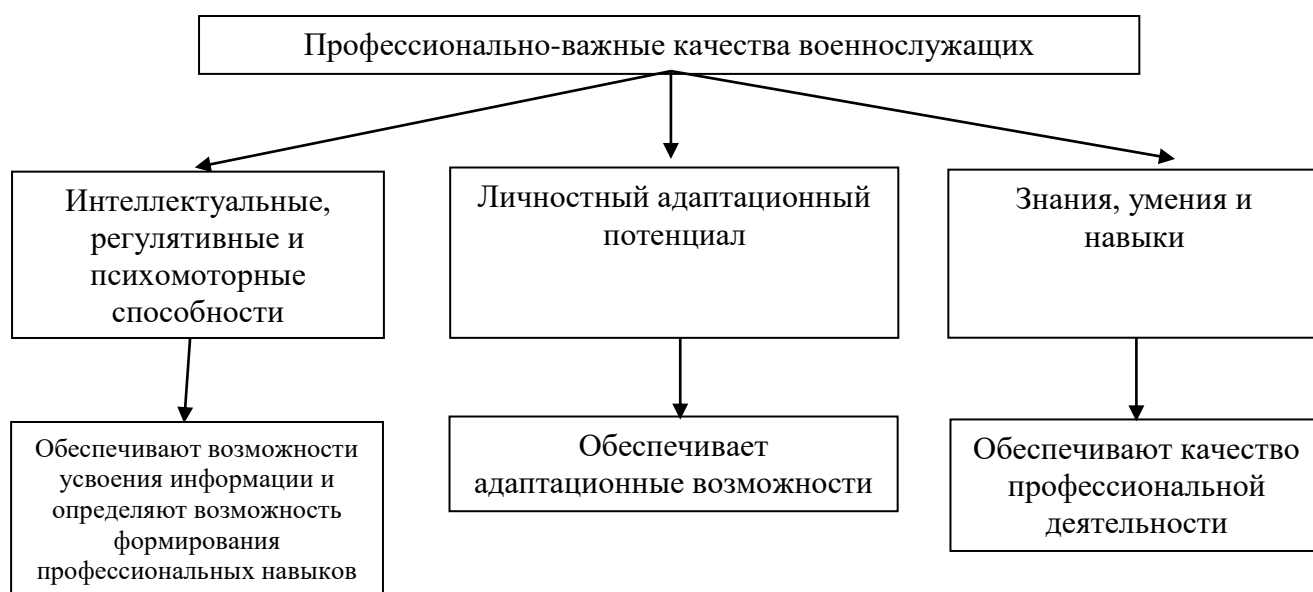 Профессионально-важные качества военнослужащих
Интеллектуальные,
регулятивные и
психомоторные
способности
Личностный адаптационный
потенциал
Знания, умения и
навыки
Обеспечивают возможности
усвоения информации и
определяют возможность
формирования
профессиональных навыков
Обеспечивает
адаптационные возможности
Обеспечивают качество
профессиональной
деятельности